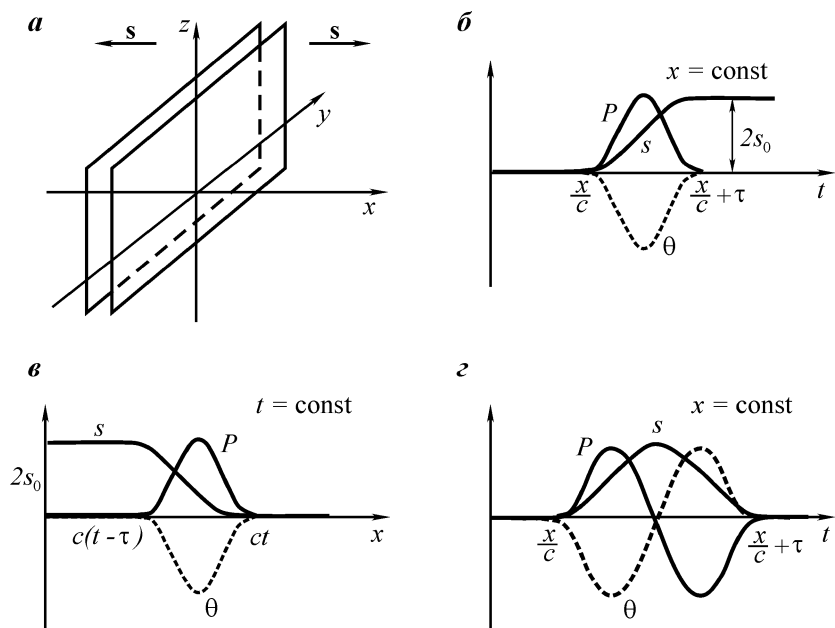 а
s
s
z
y
x
б
x = const
P
s
2s₀
x/c
x/c + τ
t
θ
в
t = const
s
P
2s₀
c(t - τ)
ct
x
θ
г
x = const
P
s
x/c
x/c + τ
t
θ